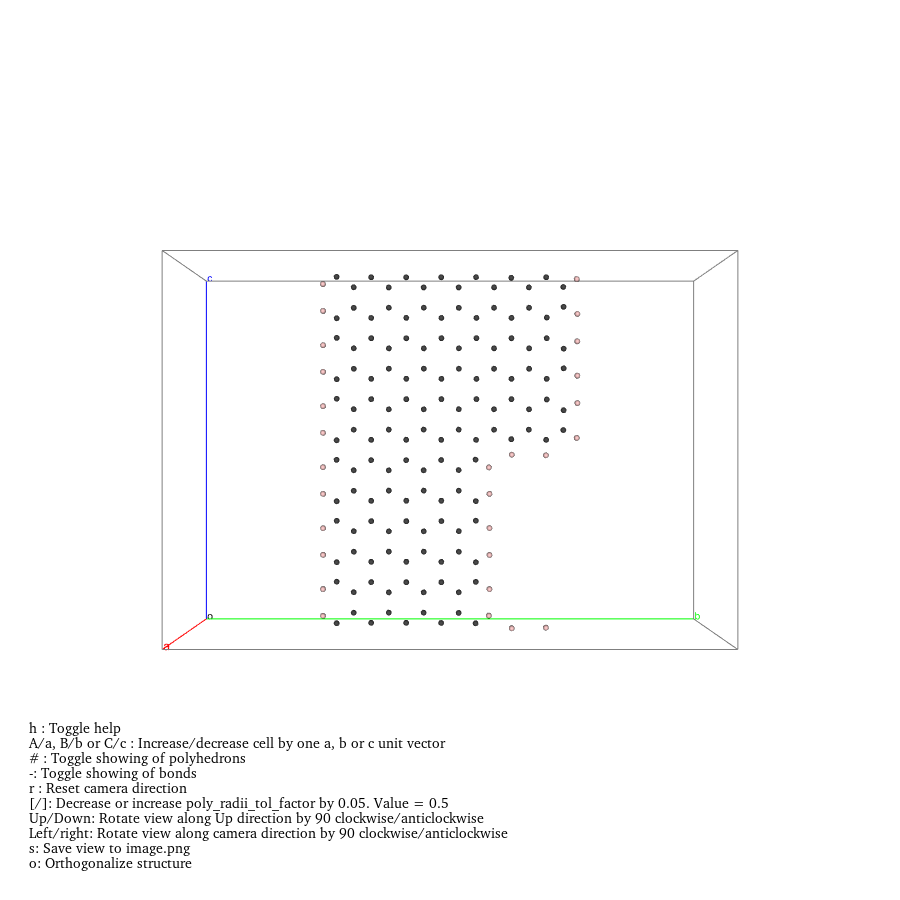 c
o
b
a
h : Toggle help
A/a, B/b or C/c : Increase/decrease cell by one a, b or c unit vector
# : Toggle showing of polyhedrons
-: Toggle showing of bonds
r : Reset camera direction
[/]: Decrease or increase poly_radii_tol_factor by 0.05. Value = 0.5
Up/Down: Rotate view along Up direction by 90 clockwise/anticlockwise
Left/right: Rotate view along camera direction by 90 clockwise/anticlockwise
s: Save view to image.png
o: Orthogonalize structure